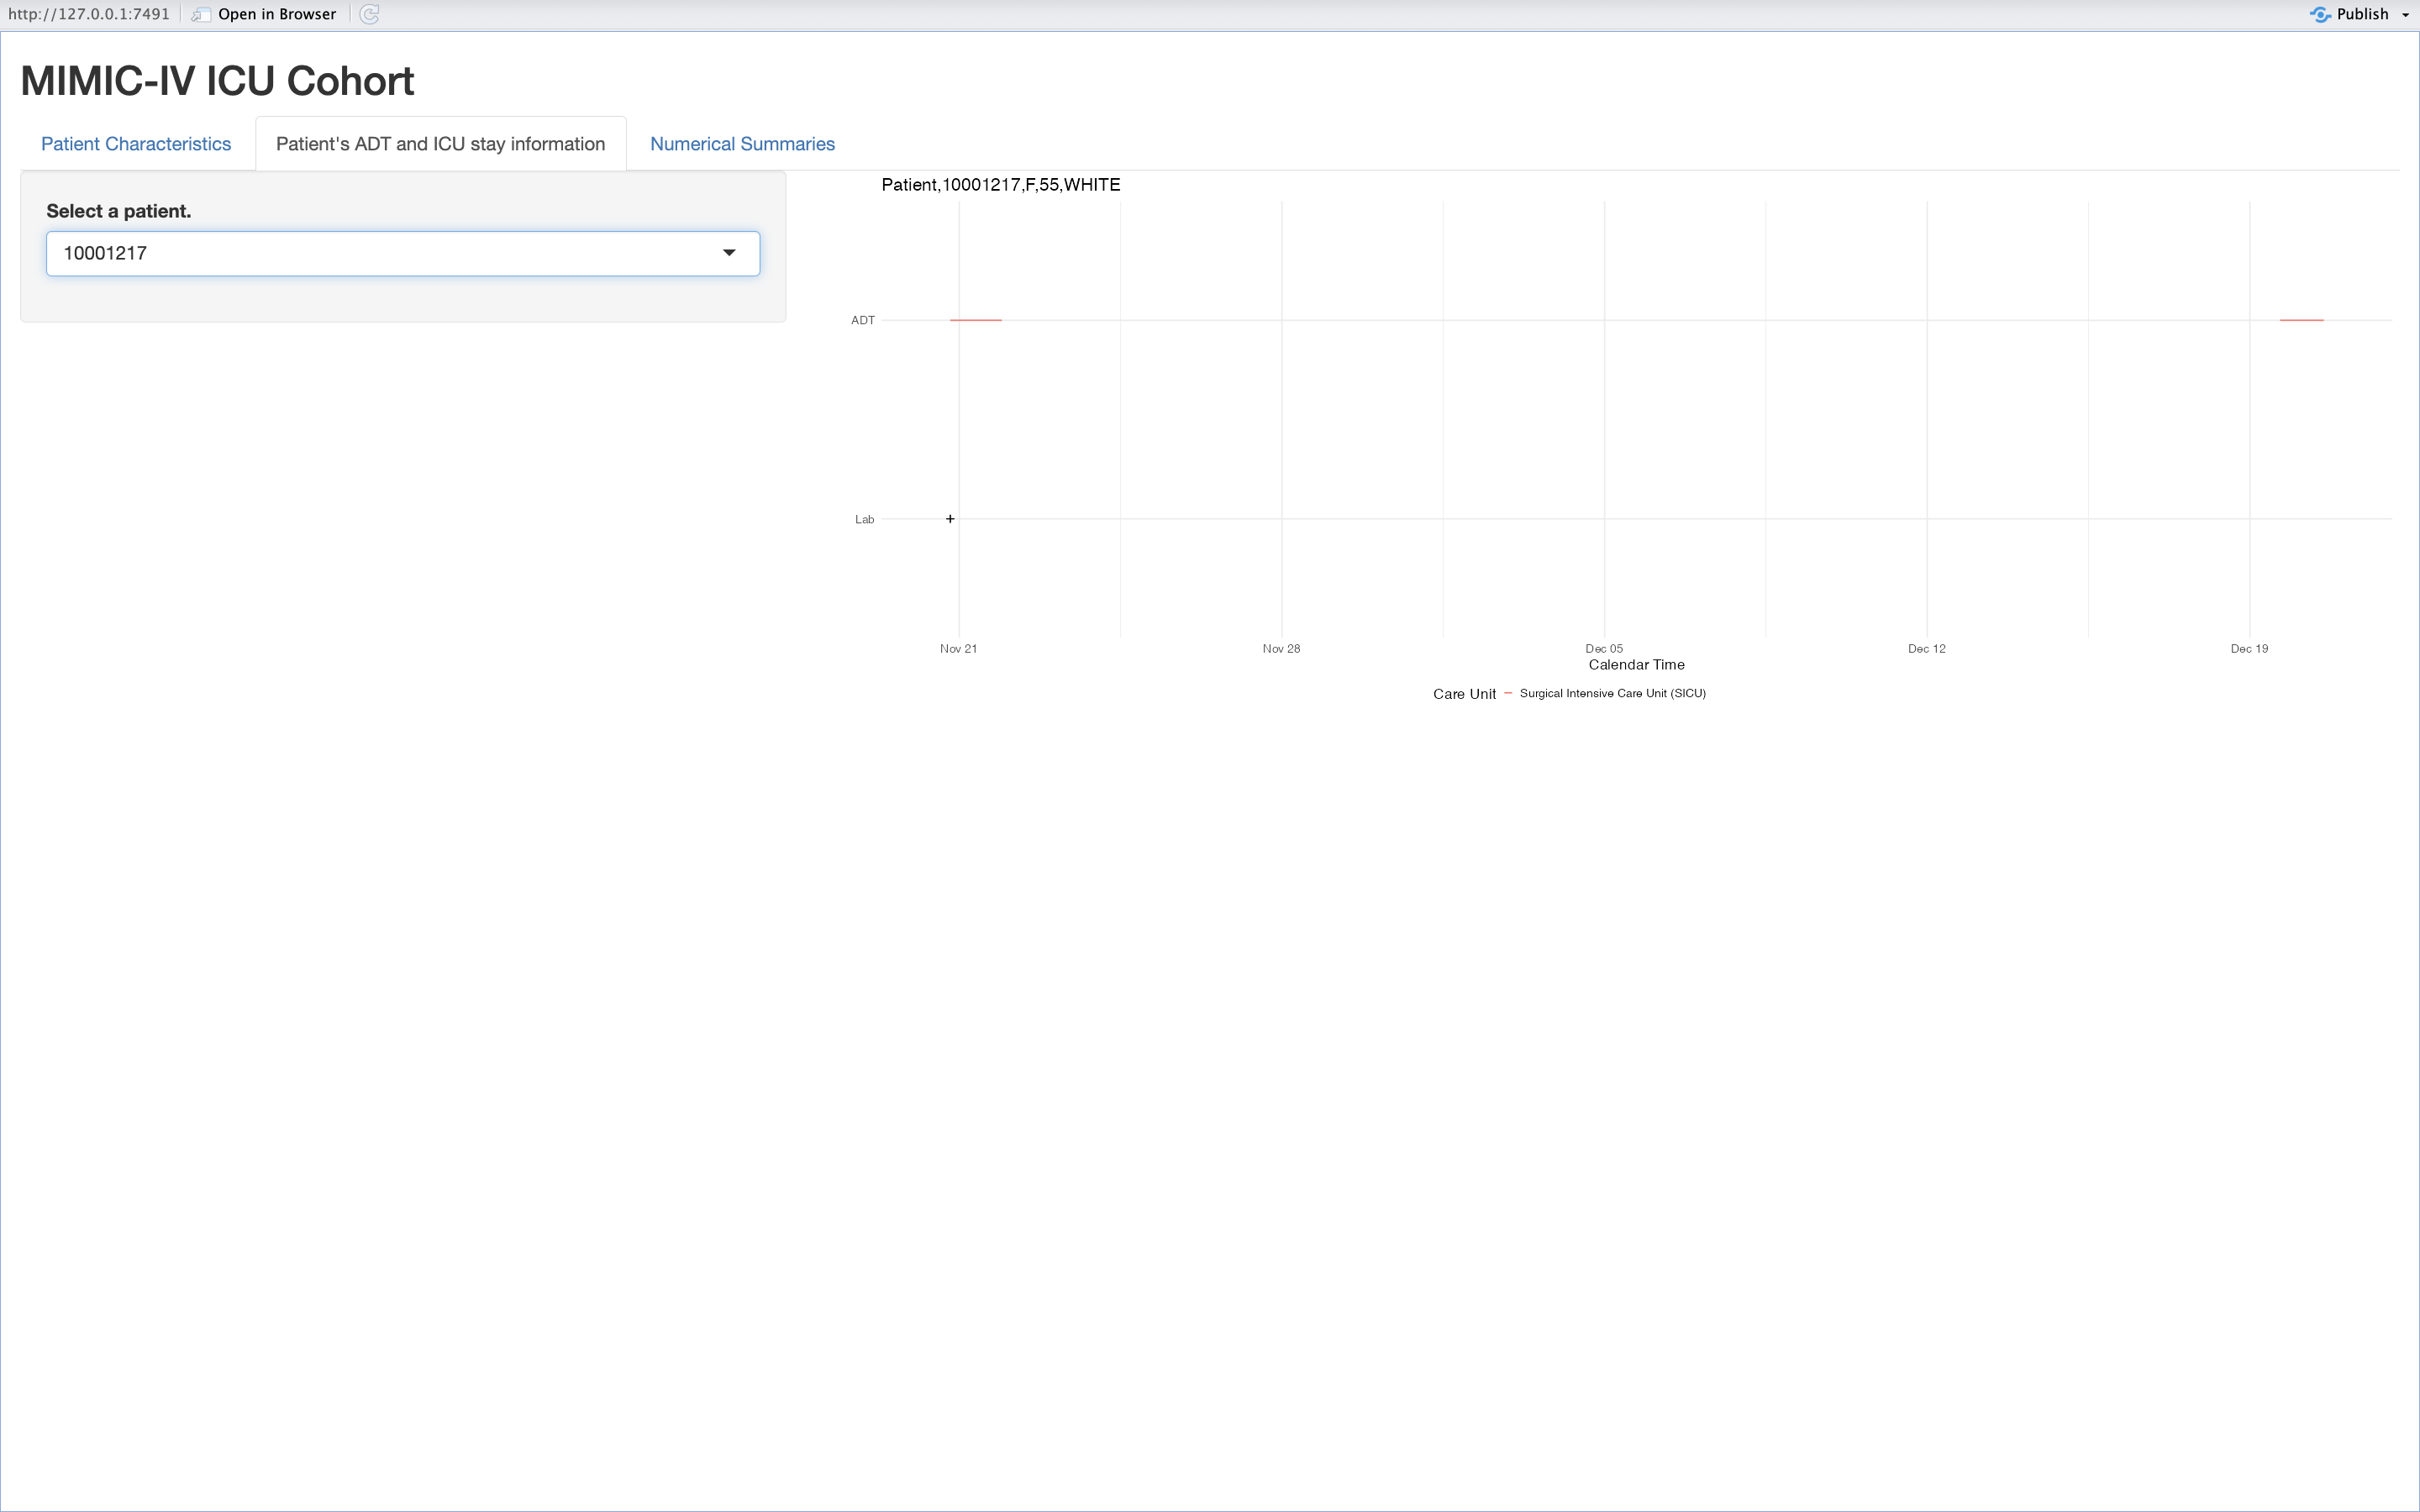 http://127.0.0.1:7491 Open in Browser Publish
MIMIC-IV ICU Cohort
Patient Characteristics Patient's ADT and ICU stay information Numerical Summaries
Select a patient.
10001217
Patient,10001217,F,55,WHITE
ADT
Lab
Nov 21 Nov 28 Dec 05 Dec 12 Dec 19
Calendar Time
Care Unit Surgical Intensive Care Unit (SICU)